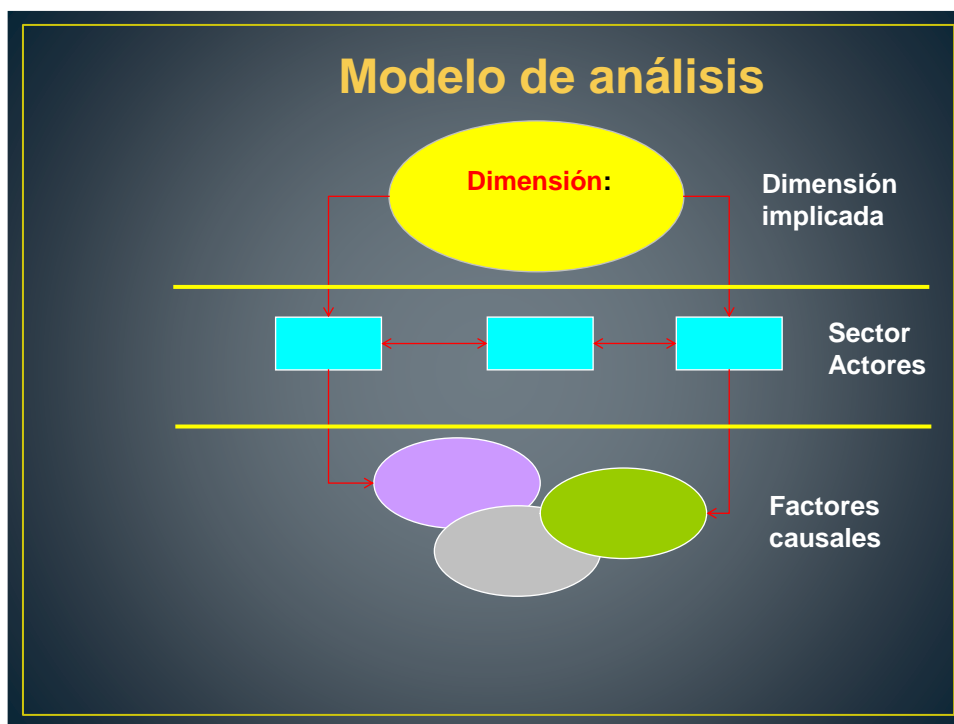 Modelo de análisis
Dimensión:
Dimensión
implicada
Sector
Actores
Factores
causales